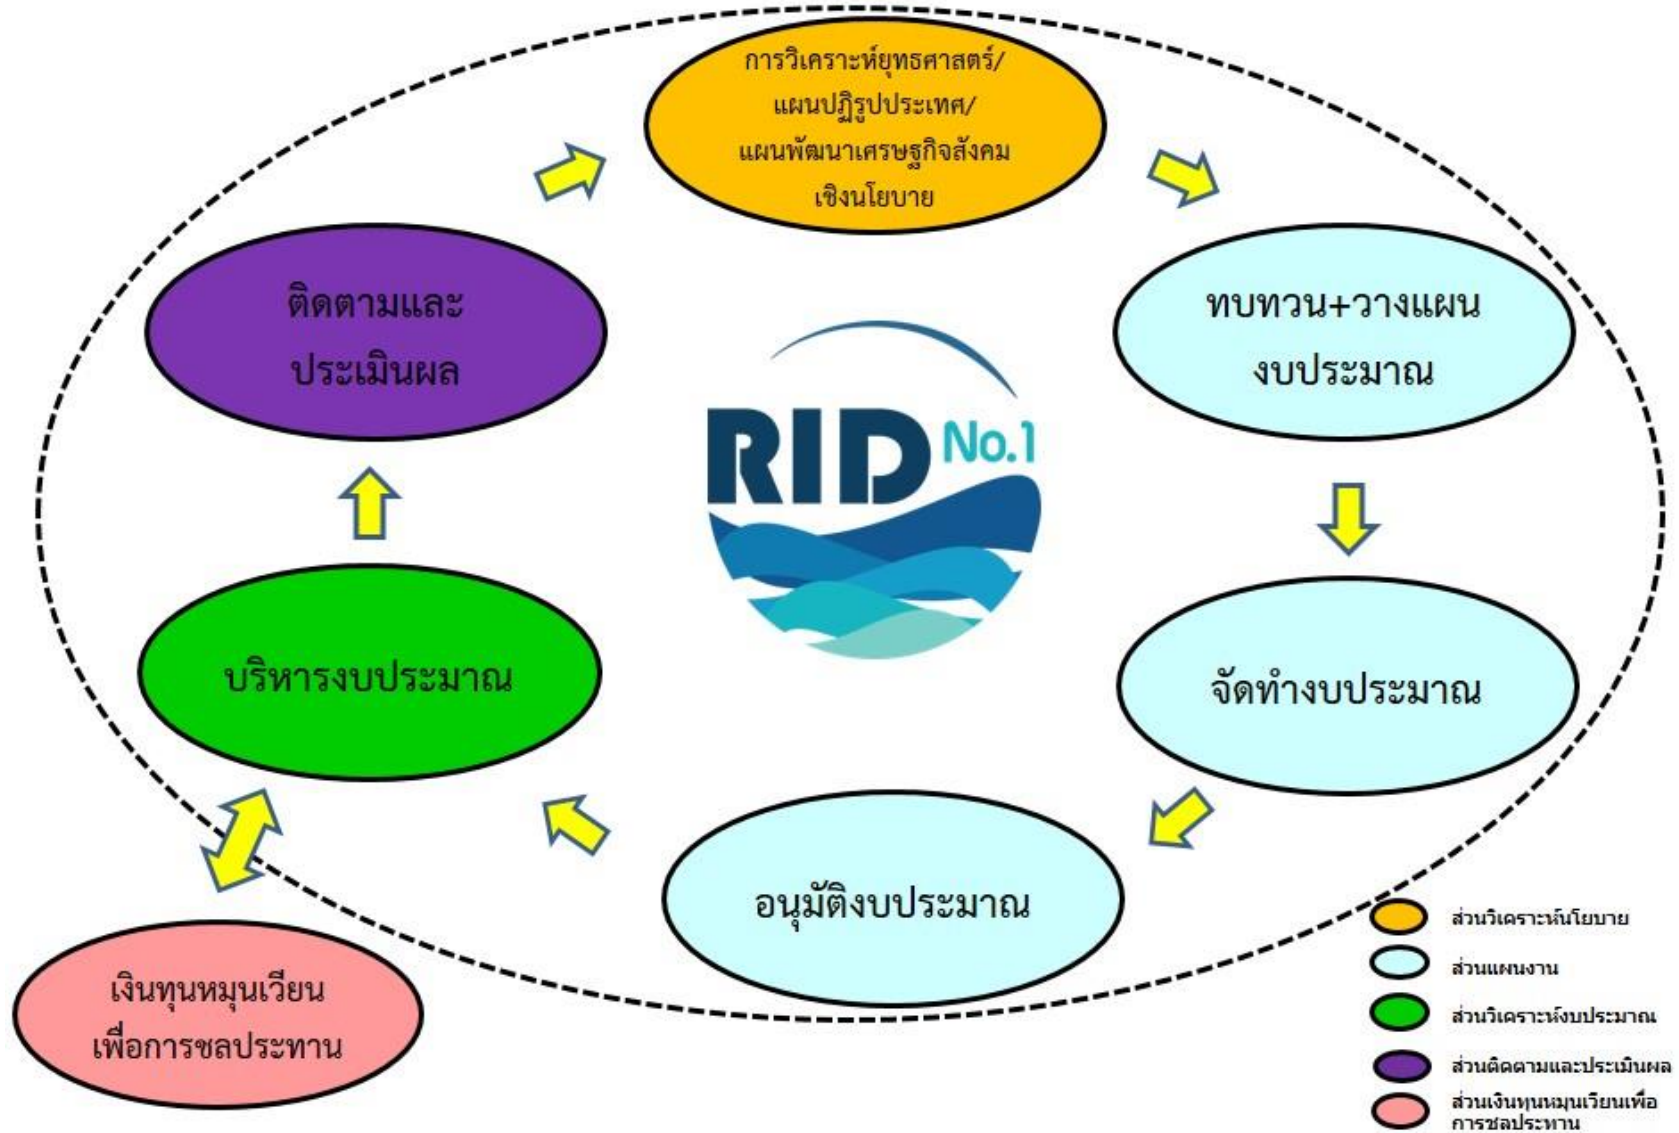 การวิเคราะห์ยุทธศาสตร์/
แผนปฏิรูปประเทศ/
แผนพัฒนาเศรษฐกิจสังคม
เชิงนโยบาย
ติดตามและ
ประเมินผล
ทบทวน+วางแผน
งบประมาณ
RID No.1
บริหารงบประมาณ
จัดทำงบประมาณ
อนุมัติงบประมาณ
เงินทุนหมุนเวียน
เพื่อการชลประทาน
ส่วนวิเคราะห์นโยบาย
ส่วนแผนงาน
ส่วนวิเคราะห์งบประมาณ
ส่วนติดตามและประเมินผล
ส่วนเงินทุนหมุนเวียนเพื่อ
การชลประทาน